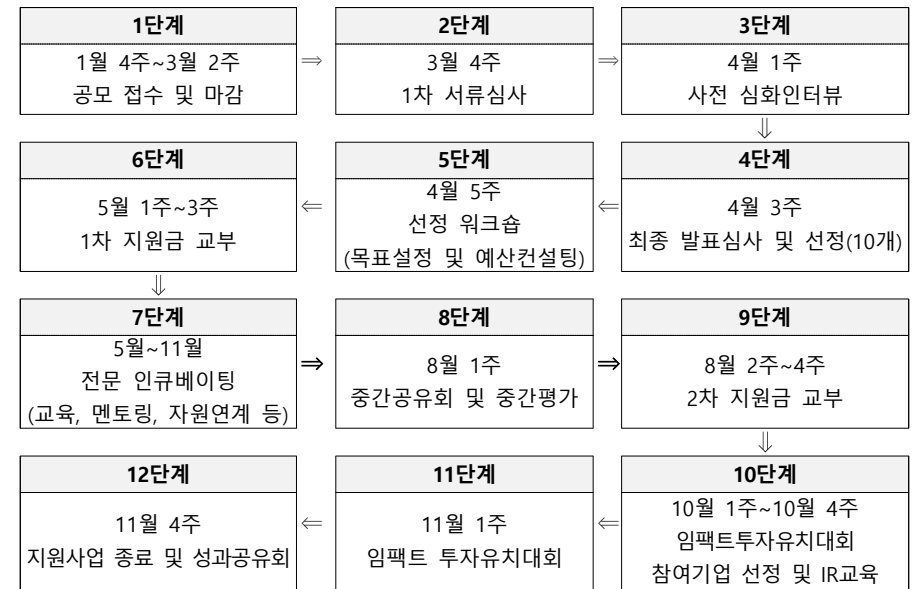 1단계
1월 4주~3월 2주
공모 접수 및 마감
⇒
2단계
3월 4주
1차 서류심사
⇒
3단계
4월 1주
사전 심화인터뷰
⇓
4단계
4월 3주
최종 발표심사 및 선정(10개)
⇐
5단계
4월 5주
선정 워크숍
(목표설정 및 예산컨설팅)
⇐
6단계
5월 1주~3주
1차 지원금 교부
⇓
7단계
5월~11월
전문 인큐베이팅
(교육, 멘토링, 자원연계 등)
⇒
8단계
8월 1주
중간공유회 및 중간평가
⇒
9단계
8월 2주~4주
2차 지원금 교부
⇓
10단계
10월 1주~10월 4주
임팩트투자유치대회
참여기업 선정 및 IR교육
⇐
11단계
11월 1주
임팩트 투자유치대회
⇐
12단계
11월 4주
지원사업 종료 및 성과공유회